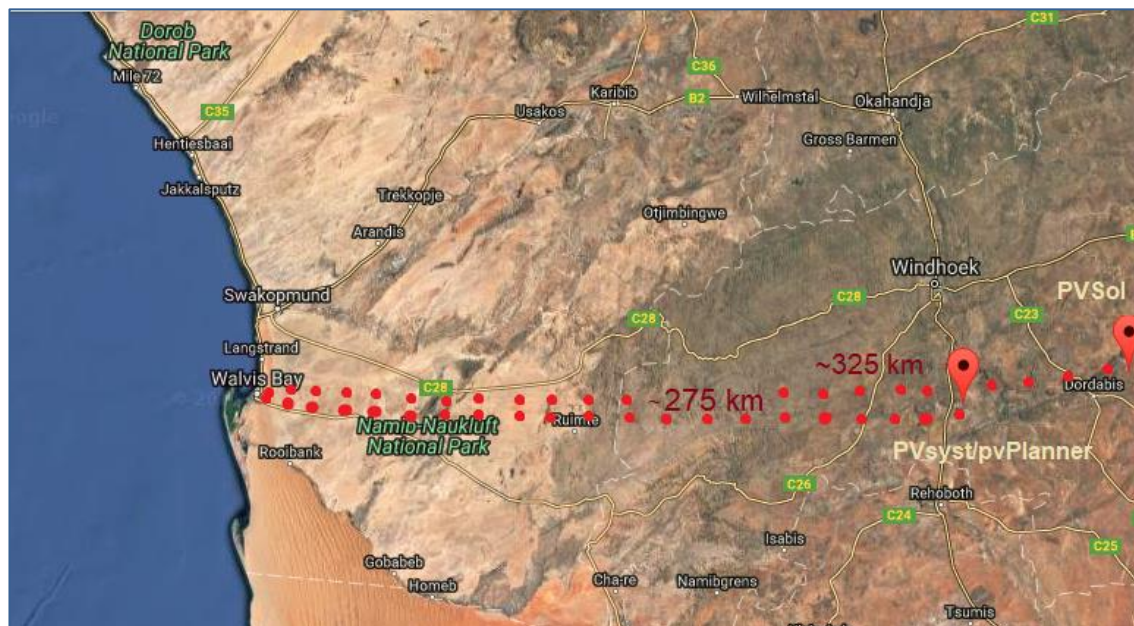 Dorob
National Park
C31
Mile 72
C36
Karibib
B2
Wilhelmstal
Okahandja
C35
Usakos
Hentiesbaai
Gross Barmen
Jakkalsputz
Trekkopje
Otjimbingwe
Arandis
Windhoek
PVSol
Swakopmund
C28
C28
C23
Langstrand
~325 km
Walvis Bay
C28
~275 km
Dordabis
Namib-Naukluft
National Park
Ruimte
Rooibank
PVsyst/pvPlanner
C26
Rehoboth
C24
Isabis
C25
Gobabeb
Homeb
Cha-re
Namibgrens
Tsumis